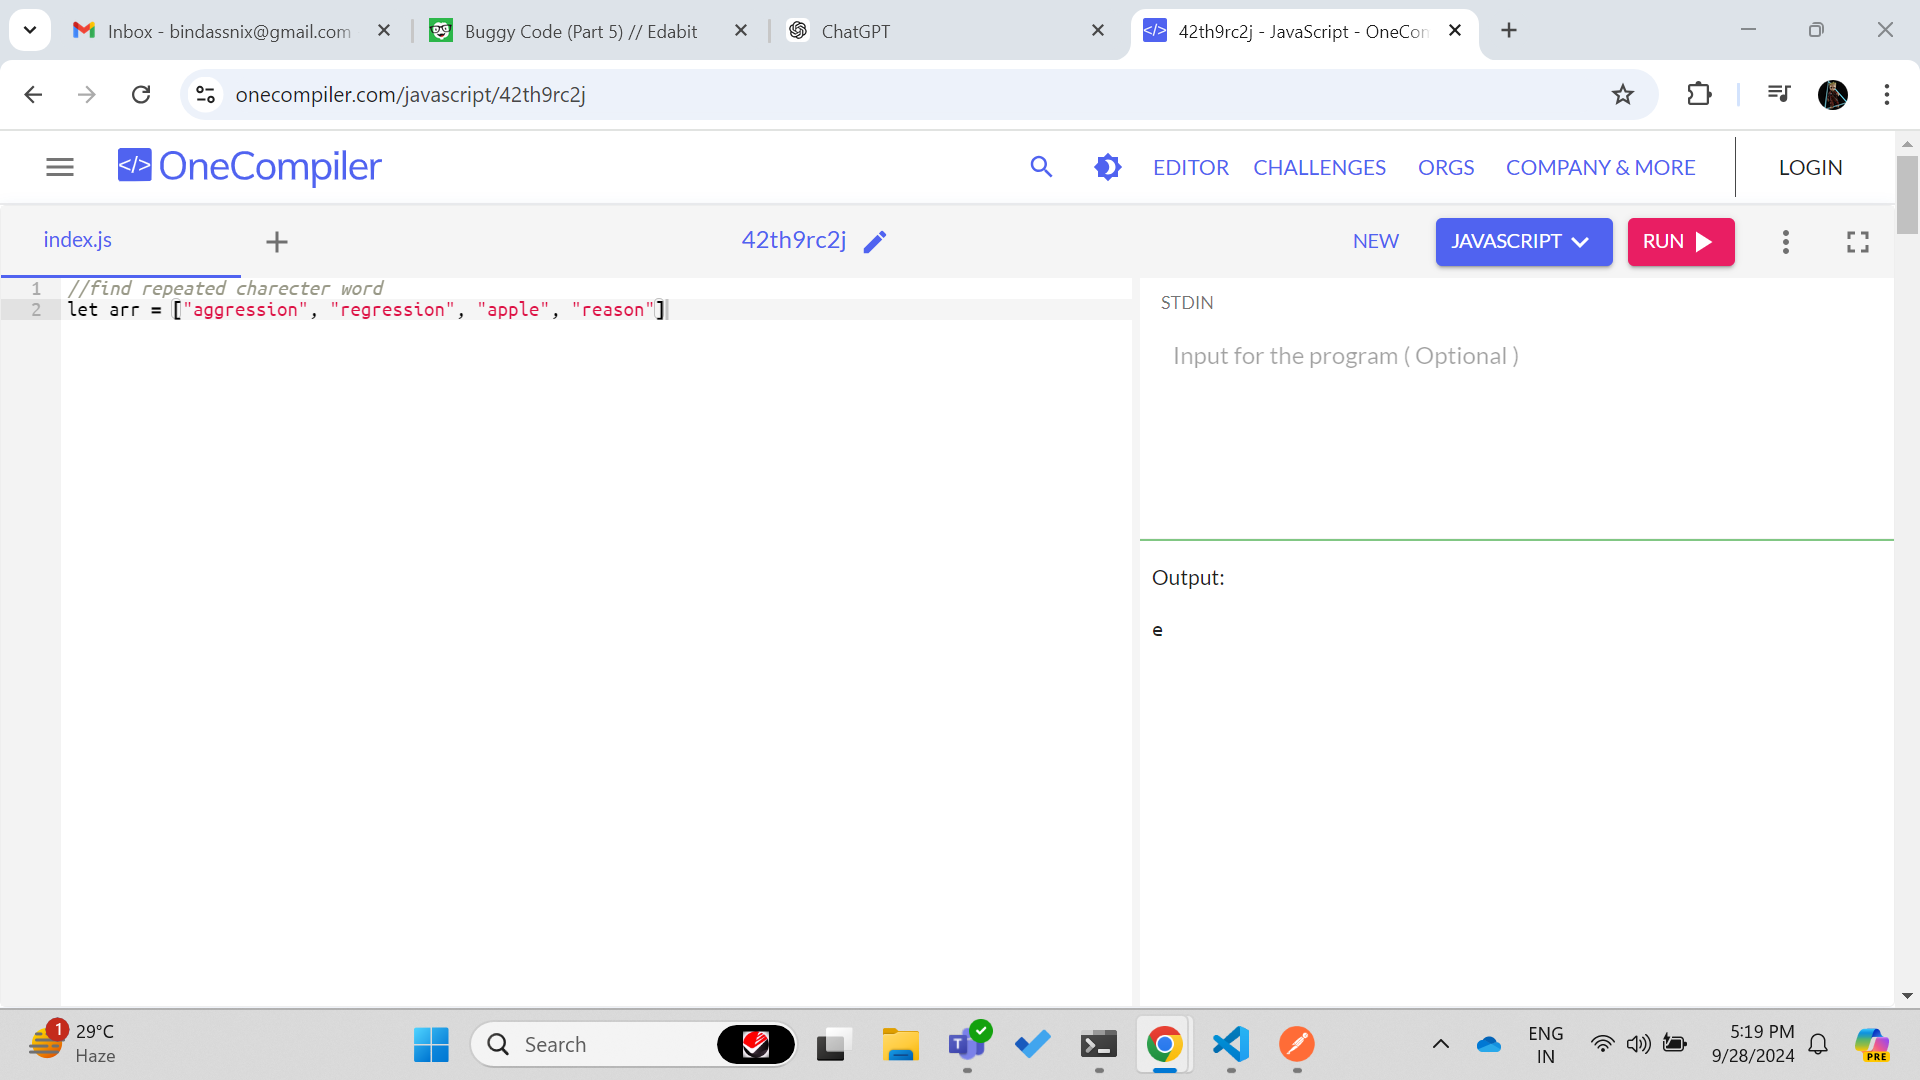 Inbox - bindassnix@gmail.com
Buggy Code (Part 5) // Edabit
ChatGPT
42th9rc2j - JavaScript - OneCon
onecompiler.com/javascript/42th9rc2j
</> OneCompiler
EDITOR
CHALLENGES
ORGS
COMPANY & MORE
LOGIN
index.js
42th9rc2j
NEW
JAVASCRIPT
RUN
1 //find repeated charecter word
2 let arr = ["aggression", "regression", "apple", "reason"]
STDIN
Input for the program ( Optional )
Output:
e
1
29°C
Haze
Search
ENG
IN
5:19 PM
9/28/2024
PRE